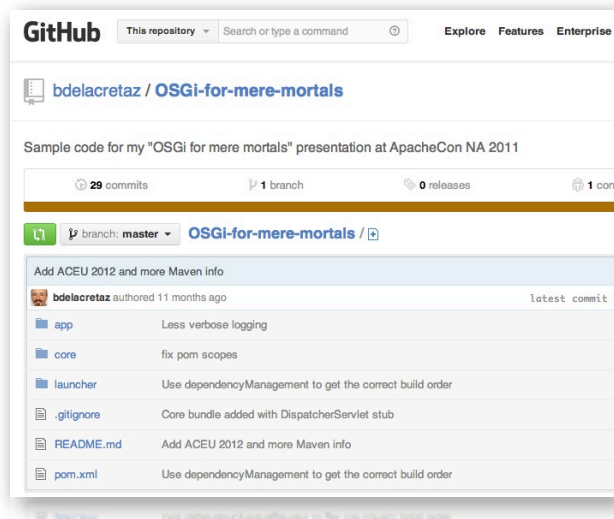 GitHub This repository Search or type a command Explore Features Enterprise
bdelacretaz / OSGi-for-mere-mortals
Sample code for my "OSGi for mere mortals" presentation at ApacheCon NA 2011
29 commits 1 branch 0 releases 1 con
branch: master OSGi-for-mere-mortals /
Add ACEU 2012 and more Maven info
bdelacretaz authored 11 months ago latest commit
app Less verbose logging
core fix pom scopes
launcher Use dependencyManagement to get the correct build order
.gitignore Core bundle added with DispatcherServlet stub
README.md Add ACEU 2012 and more Maven info
pom.xml Use dependencyManagement to get the correct build order